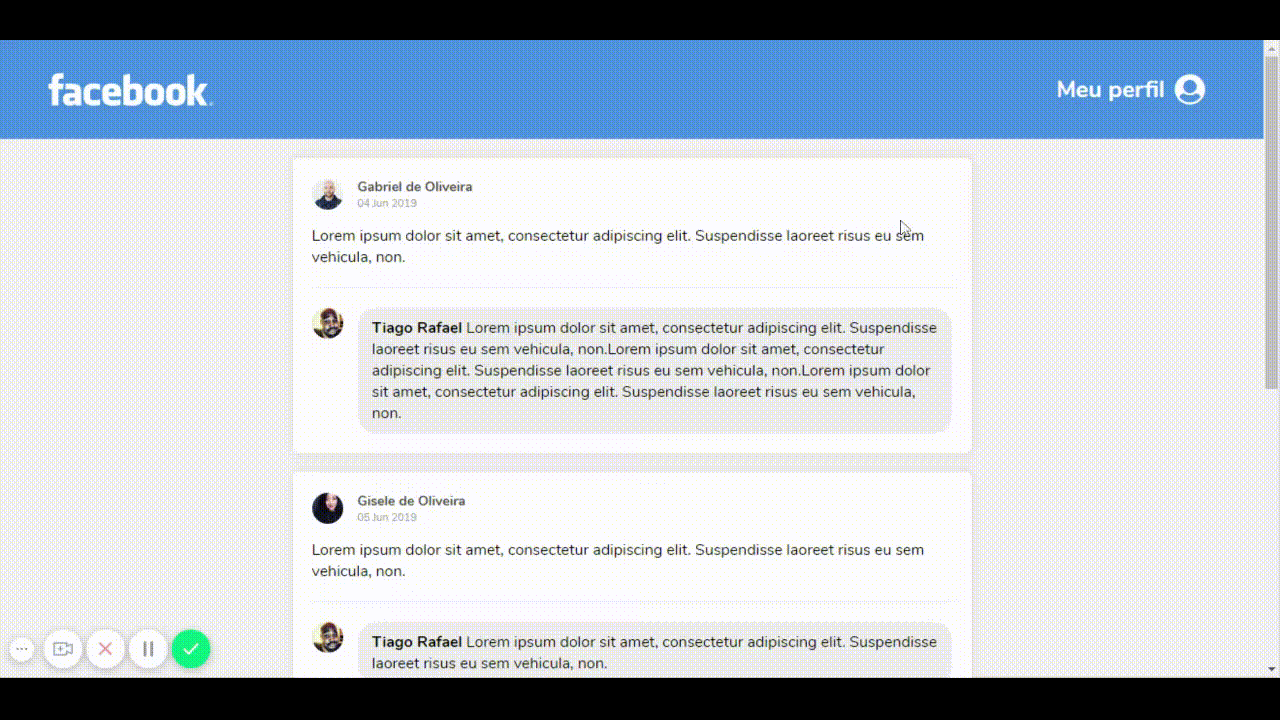 facebook.
Meu perfil
Gabriel de Oliveira
04 Jun 2019
Lorem ipsum dolor sit amet, consectetur adipiscing elit. Suspendisse laoreet risus eu sem
vehicula, non.
Tiago Rafael Lorem ipsum dolor sit amet, consectetur adipiscing elit. Suspendisse
laoreet risus eu sem vehicula, non.Lorem ipsum dolor sit amet, consectetur
adipiscing elit. Suspendisse laoreet risus eu sem vehicula, non.Lorem ipsum dolor
sit amet, consectetur adipiscing elit. Suspendisse laoreet risus eu sem vehicula,
non.
Gisele de Oliveira
05 Jun 2019
Lorem ipsum dolor sit amet, consectetur adipiscing elit. Suspendisse laoreet risus eu sem
vehicula, non.
Tiago Rafael Lorem ipsum dolor sit amet, consectetur adipiscing elit. Suspendisse
laoreet risus eu sem vehicula, non.